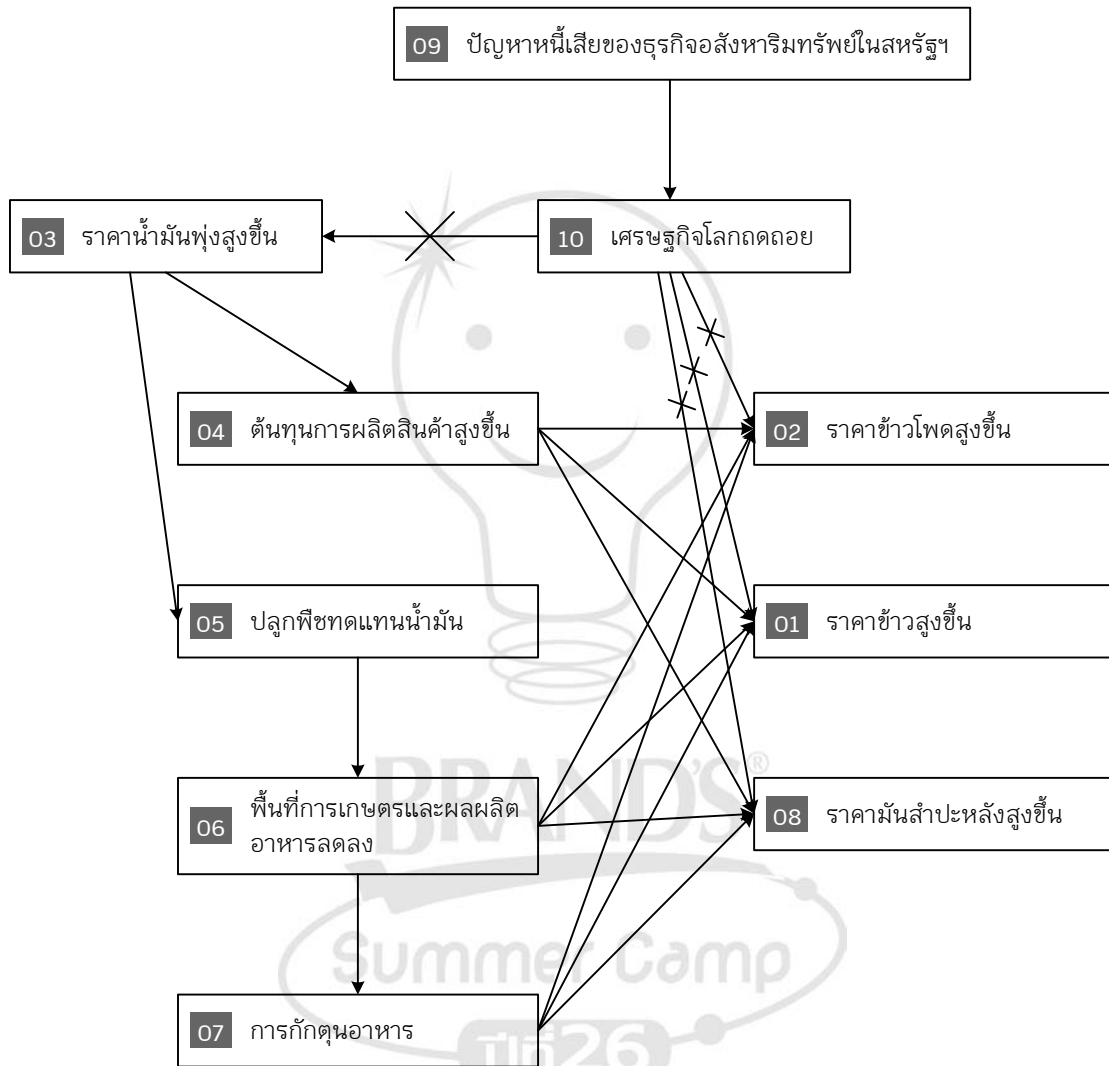 09 ปัญหาหนี้เสียของธุรกิจอสังหาริมทรัพย์ในสหรัฐฯ
03 ราคาน้ำมันพุ่งสูงขึ้น
10 เศรษฐกิจโลกถดถอย
04 ต้นทุนการผลิตสินค้าสูงขึ้น
02 ราคาข้าวโพดสูงขึ้น
05 ปลูกพืชทดแทนน้ำมัน
01 ราคาข้าวสูงขึ้น
06 พื้นที่การเกษตรและผลผลิต
อาหารลดลง
08 ราคามันสำปะหลังสูงขึ้น
BRAND'S®
Summer Camp
07 การกักตุนอาหาร
ปีที่ 26